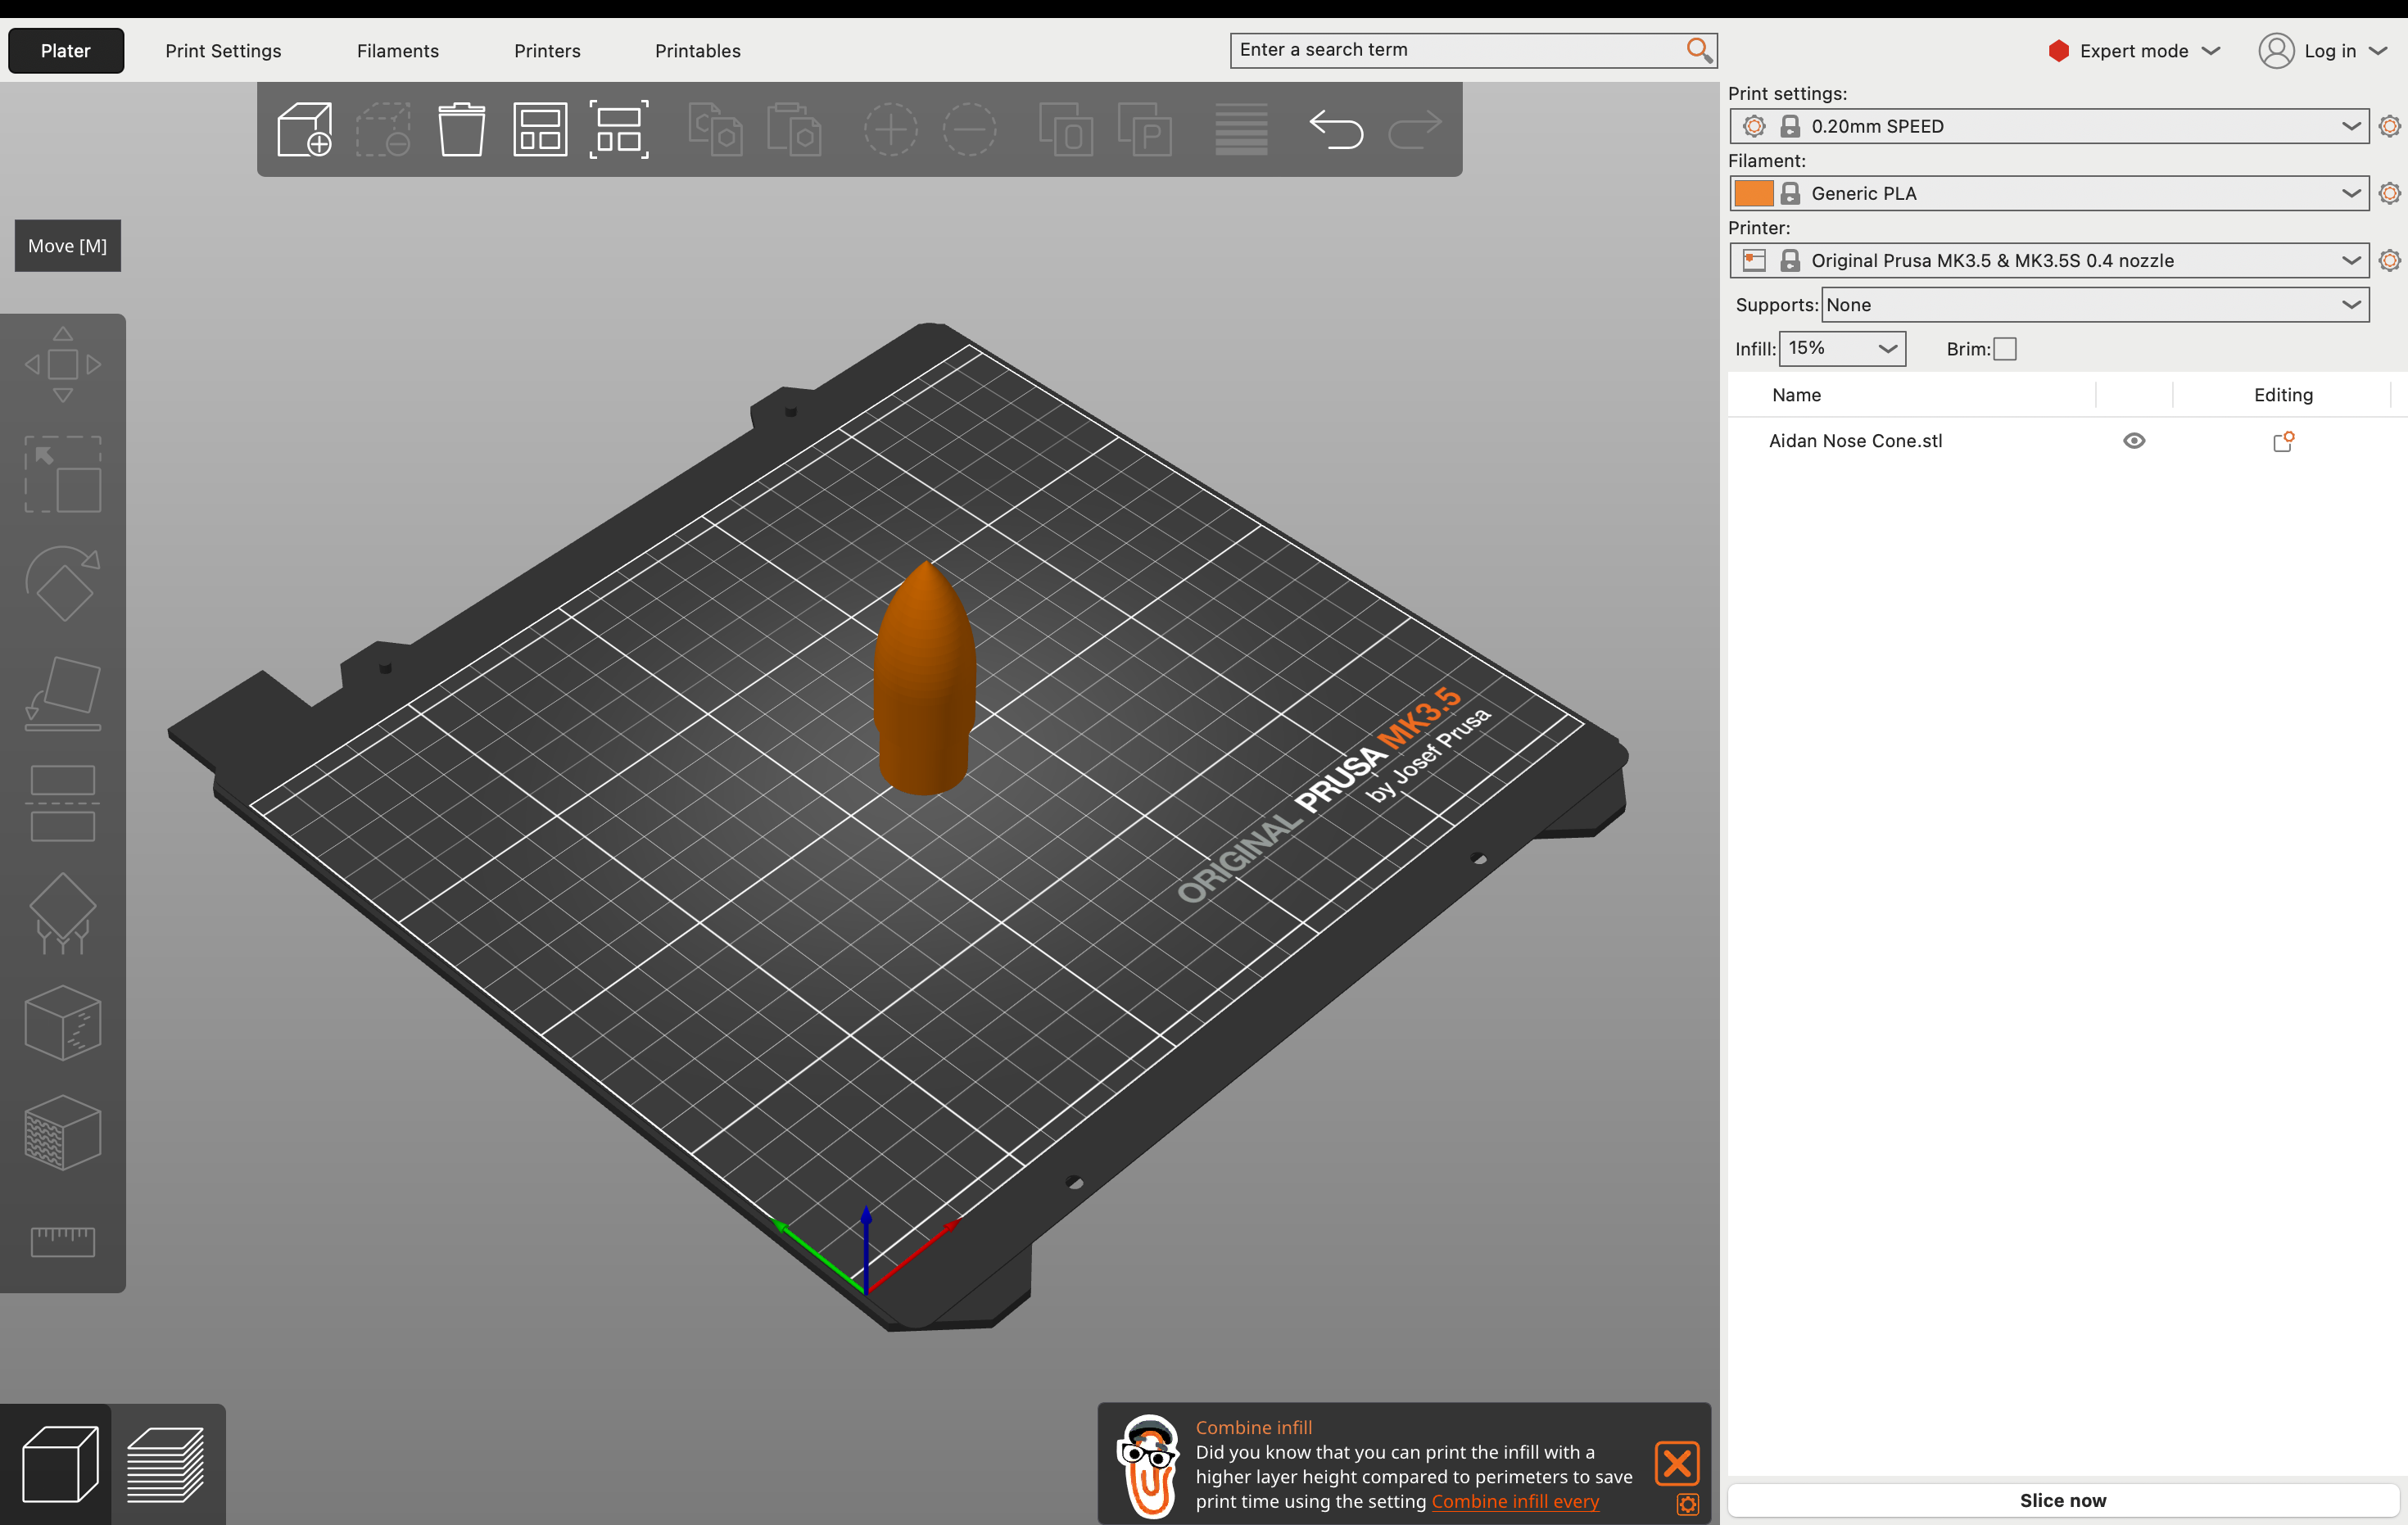 Plater
Print Settings
Filaments
Printers
Printables
Enter a search term
Expert mode
Log in
Move [M]
Print settings:
0.20mm SPEED
Filament:
Generic PLA
Printer:
Original Prusa MK3.5 & MK3.5S 0.4 nozzle
Supports:
None
Infill:
15%
Brim:
Name
Editing
Aidan Nose Cone.stl
ORIGINAL PRUSA MK3.5
by Josef Prusa
Combine infill
Did you know that you can print the infill with a
higher layer height compared to perimeters to save
print time using the setting Combine infill every
Slice now